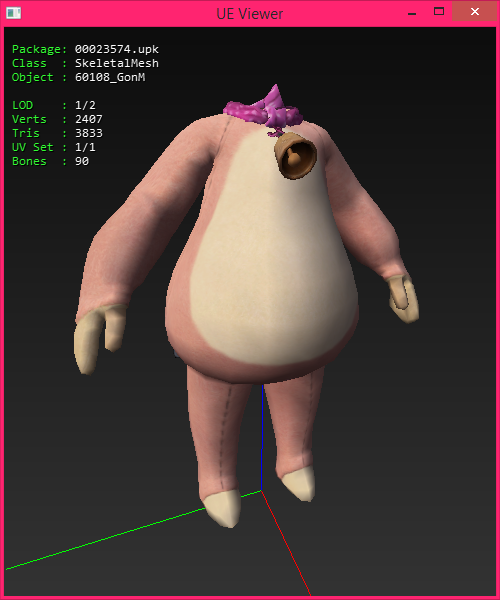 UE Viewer
Package: 00023574.upk
Class  : SkeletalMesh
Object : 60108_GonM
LOD    : 1/2
Verts  : 2407
Tris   : 3833
UV Set : 1/1
Bones  : 90